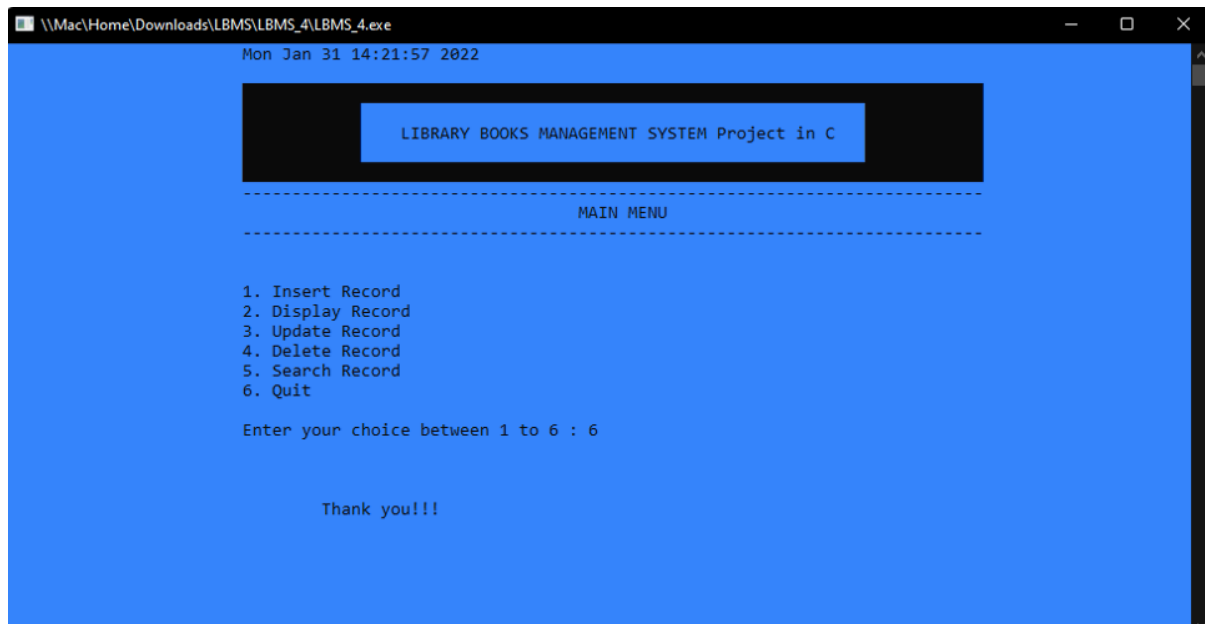 \\Mac\Home\Downloads\LBMS\LBMS_4\LBMS_4.exe
Mon Jan 31 14:21:57 2022
LIBRARY BOOKS MANAGEMENT SYSTEM Project in C
---------------------------------------------------------------------------
MAIN MENU
---------------------------------------------------------------------------
1. Insert Record
2. Display Record
3. Update Record
4. Delete Record
5. Search Record
6. Quit
Enter your choice between 1 to 6 : 6
Thank you!!!